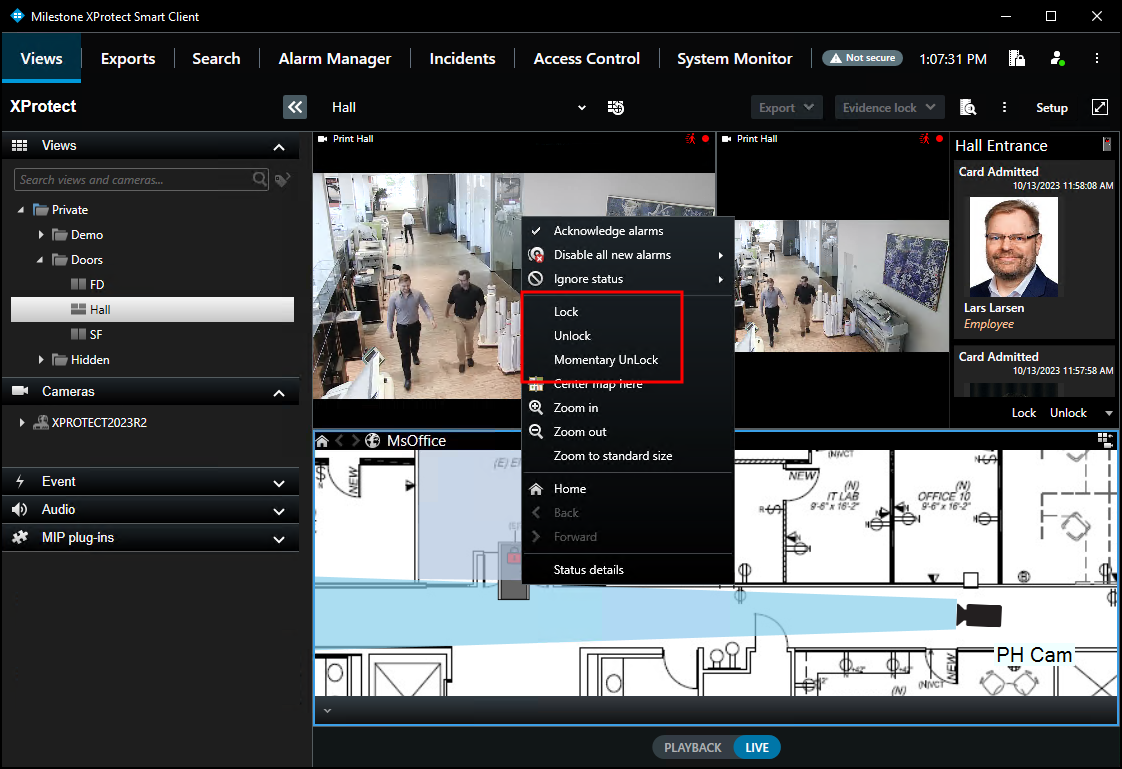 Milestone XProtect Smart Client
Views
Exports
Search
Alarm Manager
Incidents
Access Control
System Monitor
Not secure
1:07:31 PM
XProtect
Hall
Export
Evidence lock
Setup
Views
Search views and cameras...
Private
Demo
Doors
FD
Hall
SF
Hidden
Cameras
XPROTECT2023R2
Event
Audio
MIP plug-ins
Print Hall
Print Hall
Hall Entrance
Card Admitted
10/13/2023 11:58:08 AM
Lars Larsen
Employee
Card Admitted
10/13/2023 11:57:58 AM
Lock
Unlock
Acknowledge alarms
Disable all new alarms
Ignore status
Lock
Unlock
Momentary UnLock
Center map here
Zoom in
Zoom out
Zoom to standard size
Home
Back
Forward
Status details
MsOffice
NEW
(E)
NEW
(N)
IT LAB
9'-6" x 16'-2"
(N)
OFFICE 10
9'-6" x 16'-2"
(N)VCT
PH Cam
NEW
(N)
(N)VCT
PLAYBACK
LIVE